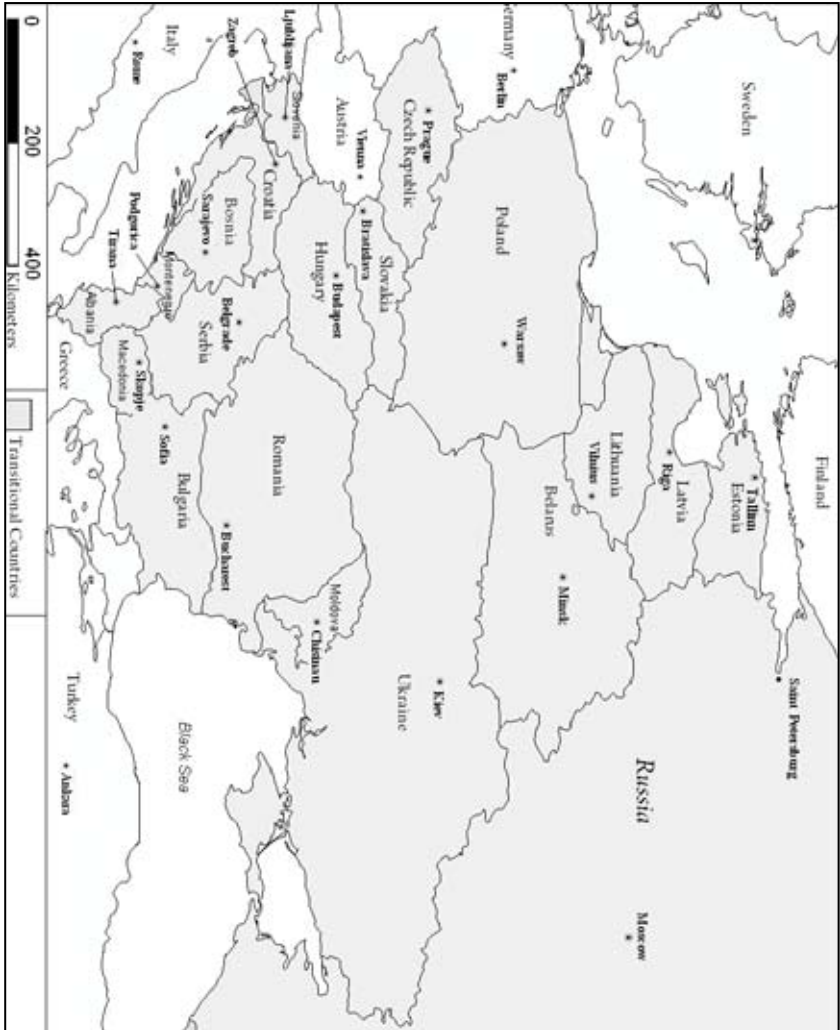 Finland
Saint Petersburg
Sweden
Tallinn
Estonia
Latvia
Riga
Russia
Moscow
Lithuania
Vilnius
Minsk
Belarus
Germany
Berlin
Poland
Warsaw
Kiev
Ukraine
Prague
Czech Republic
Slovakia
Bratislava
Vienna
Austria
Budapest
Hungary
Moldova
Chisinau
Ljubljana
Slovenia
Romania
Croatia
Zagreb
Bosnia
Sarajevo
Belgrade
Serbia
Bucharest
Black Sea
Bulgaria
Sofia
Italy
Rome
Montenegro
Podgorica
Tirana
Skopje
Macedonia
Albania
Greece
Turkey
Ankara
0 200 400
Kilometers
Transitional Countries